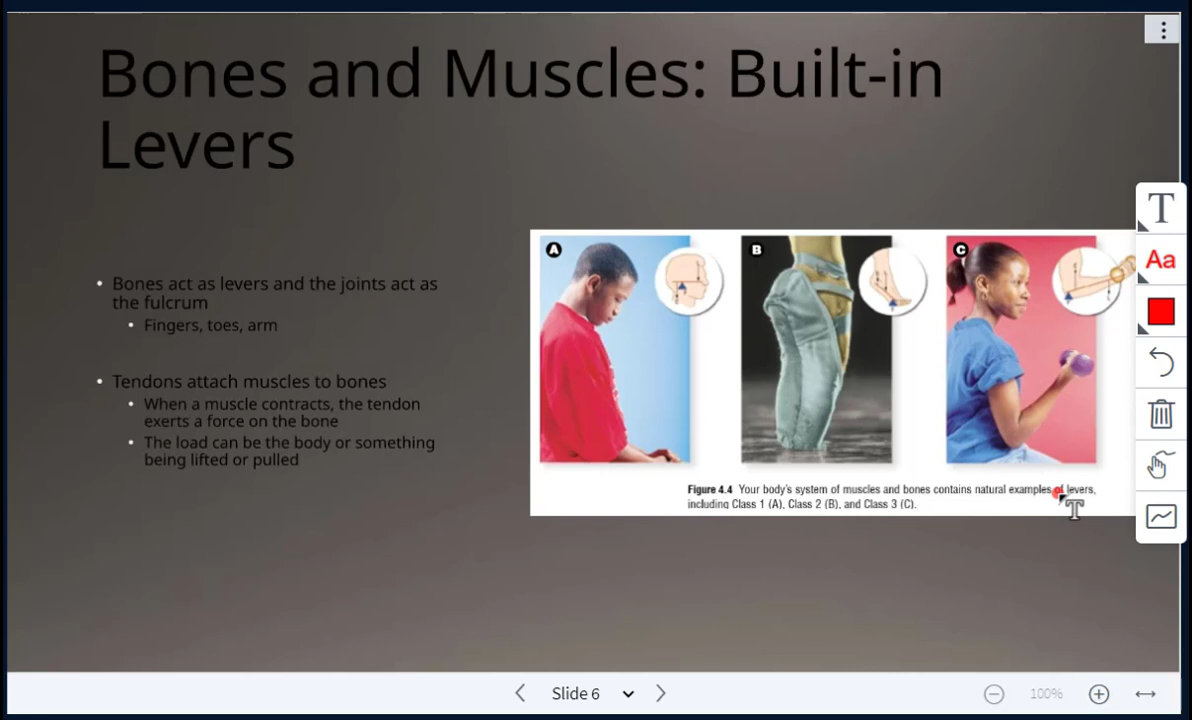 Bones and Muscles: Built-in
Levers
• Bones act as levers and the joints act as
the fulcrum
• Fingers, toes, arm
• Tendons attach muscles to bones
• When a muscle contracts, the tendon
exerts a force on the bone
• The load can be the body or something
being lifted or pulled
A
B
C
Figure 4.4 Your body's system of muscles and bones contains natural examples of levers,
including Class 1 (A), Class 2 (B), and Class 3 (C).
T
Aa
Slide 6
100%